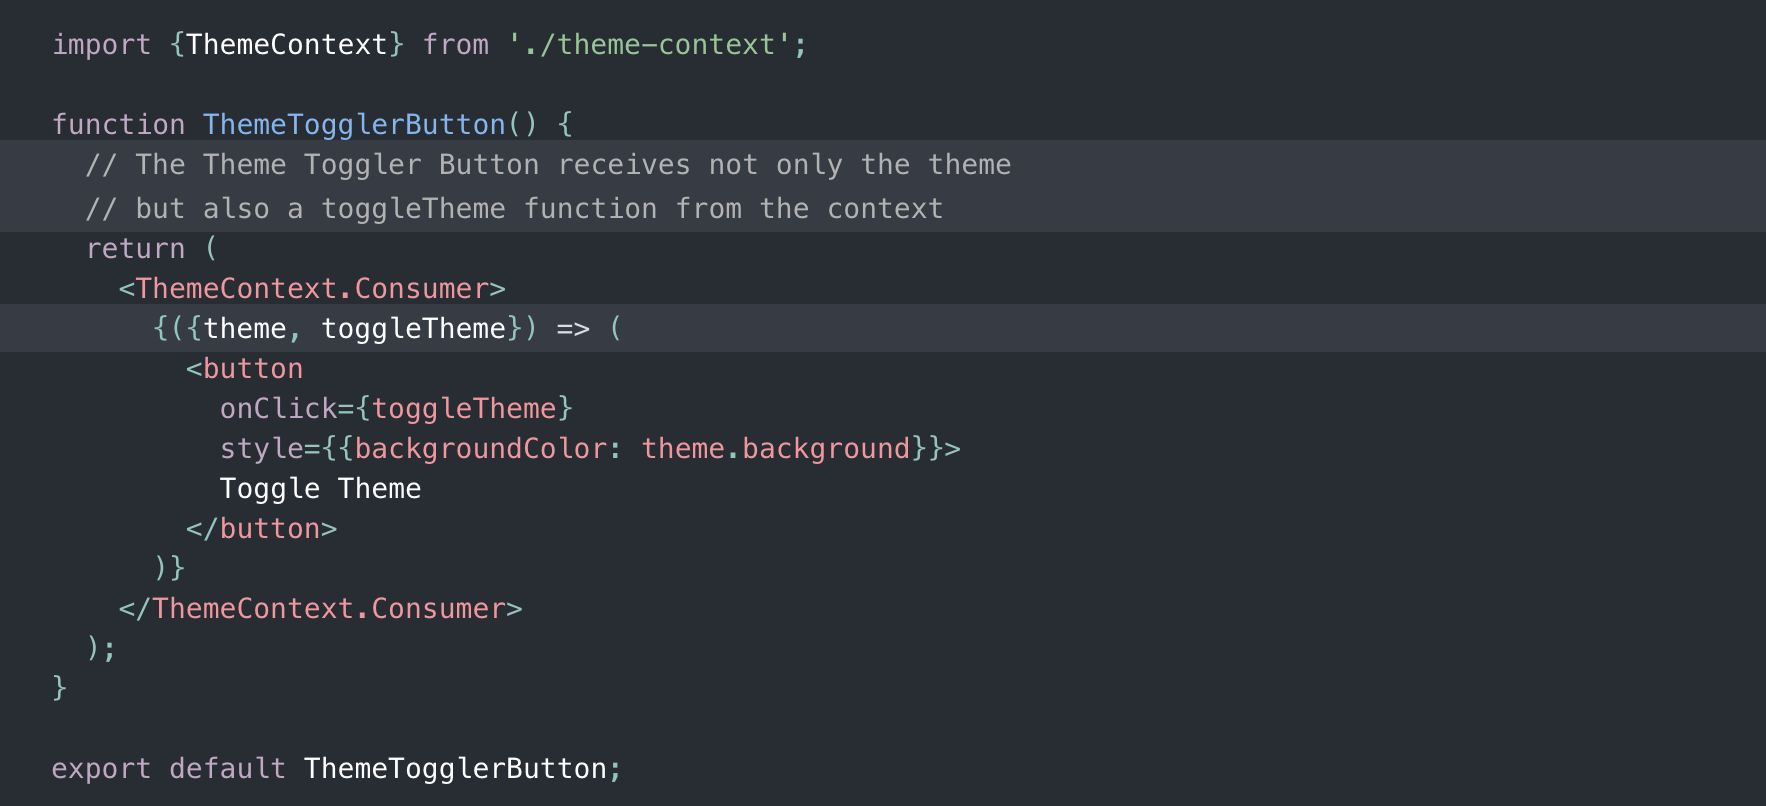 import {ThemeContext} from './theme-context';

function ThemeTogglerButton() {
  // The Theme Toggler Button receives not only the theme
  // but also a toggleTheme function from the context
  return (
    <ThemeContext.Consumer>
      {({theme, toggleTheme}) => (
        <button
          onClick={toggleTheme}
          style={{backgroundColor: theme.background}}>
          Toggle Theme
        </button>
      )}
    </ThemeContext.Consumer>
  );
}

export default ThemeTogglerButton;